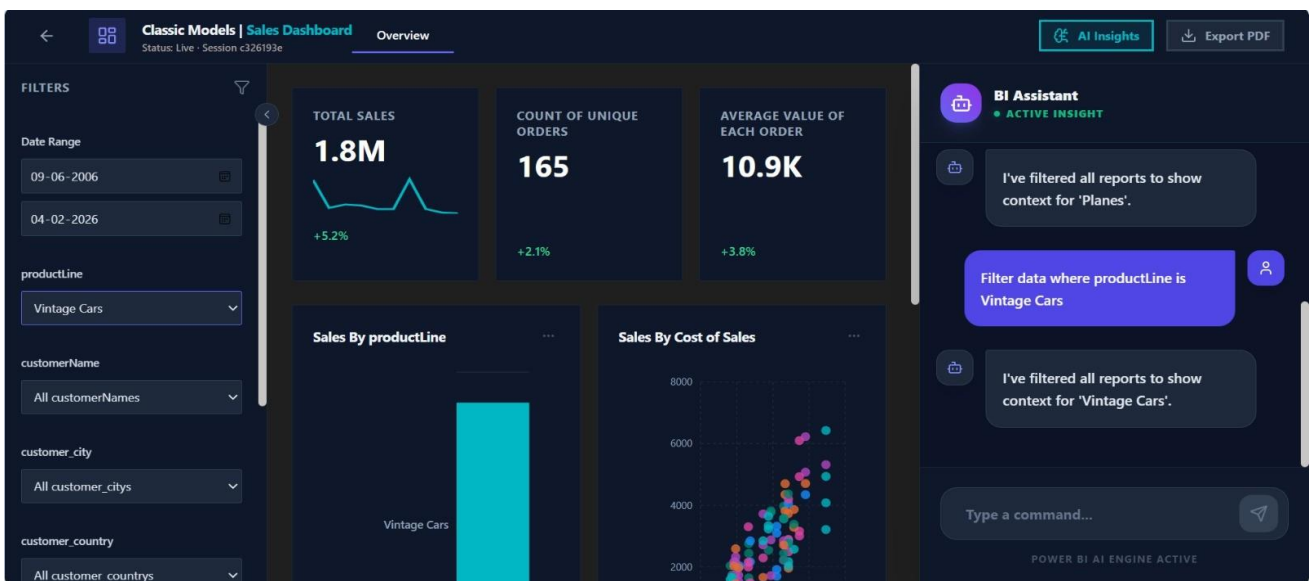 Classic Models | Sales Dashboard
Status: Live · Session c326193e
Overview
AI Insights
Export PDF
FILTERS
Date Range
09-06-2006
04-02-2026
productLine
Vintage Cars
customerName
All customerNames
customer_city
All customer_citys
customer_country
All customer_countrys
TOTAL SALES
1.8M
+5.2%
COUNT OF UNIQUE
ORDERS
165
+2.1%
AVERAGE VALUE OF
EACH ORDER
10.9K
+3.8%
Sales By productLine
...
Vintage Cars
Sales By Cost of Sales
...
8000
6000
4000
2000
BI Assistant
ACTIVE INSIGHT
I've filtered all reports to show
context for 'Planes'.
Filter data where productLine is
Vintage Cars
I've filtered all reports to show
context for 'Vintage Cars'.
Type a command...
POWER BI AI ENGINE ACTIVE